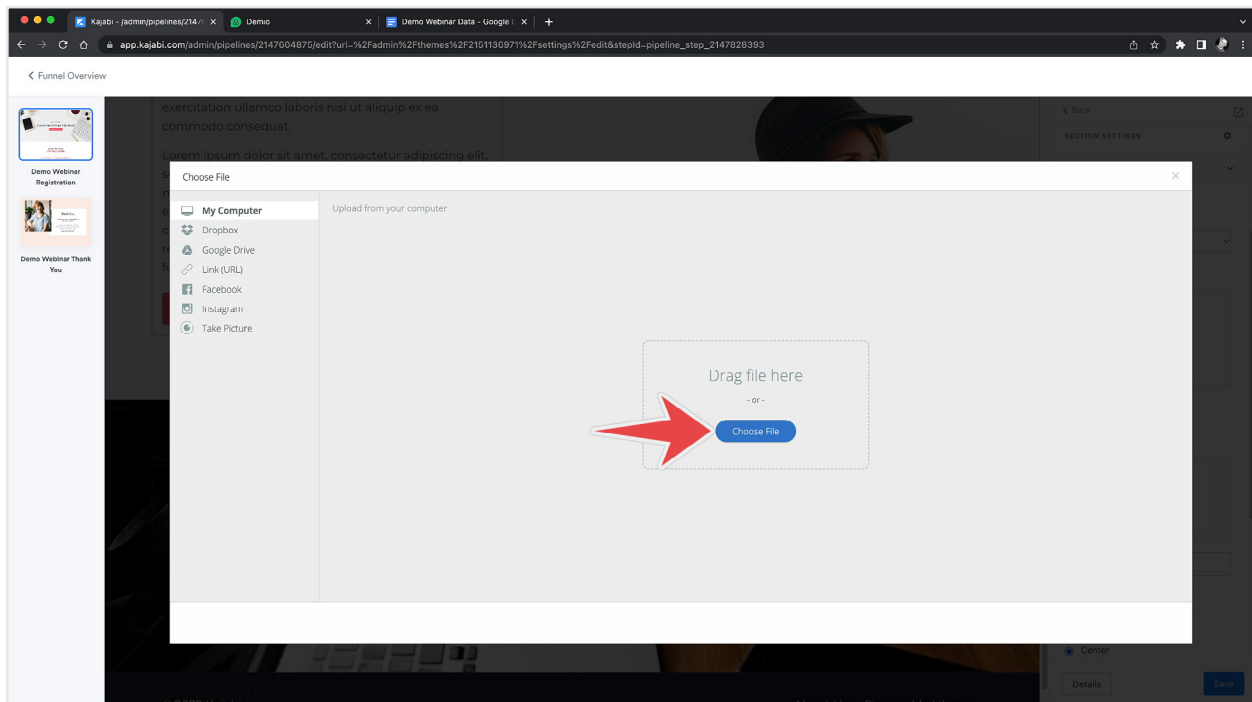 Kajabi - /admin/pipelines/214
Demio
Demo Webinar Data - Google
app.kajabi.com/admin/pipelines/2147604875/edit?url=%2Fadmin%2Fthemes%2F2151130971%2Fsettings%2Fedit&stepId=pipeline_step_2147828393
Funnel Overview
Demo Webinar
Registration
Demo Webinar Thank
You
exercitation ullamco laboris nisi ut aliquip ex ea
commodo consequat.
Lorem ipsum dolor sit amet, consectetur adipiscing elit,
Back
SECTION SETTINGS
Choose File
My Computer
Dropbox
Google Drive
Link (URL)
Facebook
Instagram
Take Picture
Upload from your computer
Drag file here
- or -
Choose File
Center
Details
Save